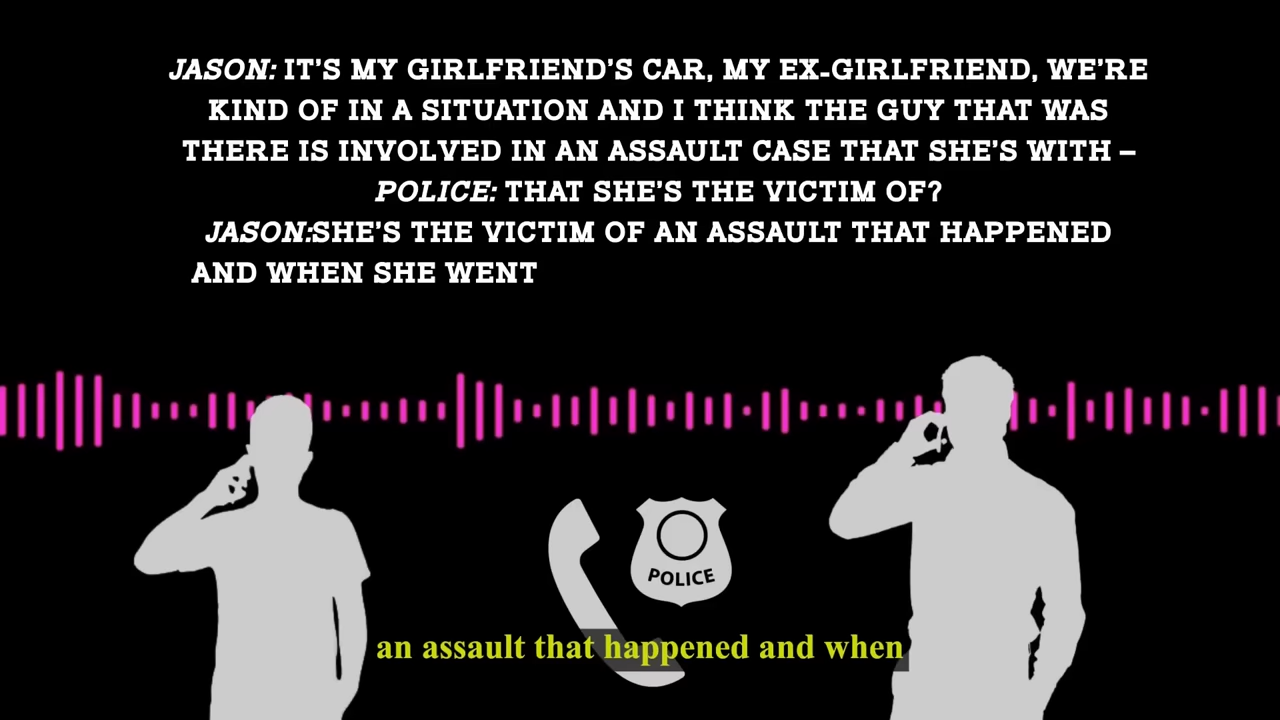 JASON: IT'S MY GIRLFRIEND'S CAR, MY EX-GIRLFRIEND, WE'RE
KIND OF IN A SITUATION AND I THINK THE GUY THAT WAS
THERE IS INVOLVED IN AN ASSAULT CASE THAT SHE'S WITH –
POLICE: THAT SHE'S THE VICTIM OF?
JASON:SHE'S THE VICTIM OF AN ASSAULT THAT HAPPENED
AND WHEN SHE WENT
POLICE
an assault that happened and when